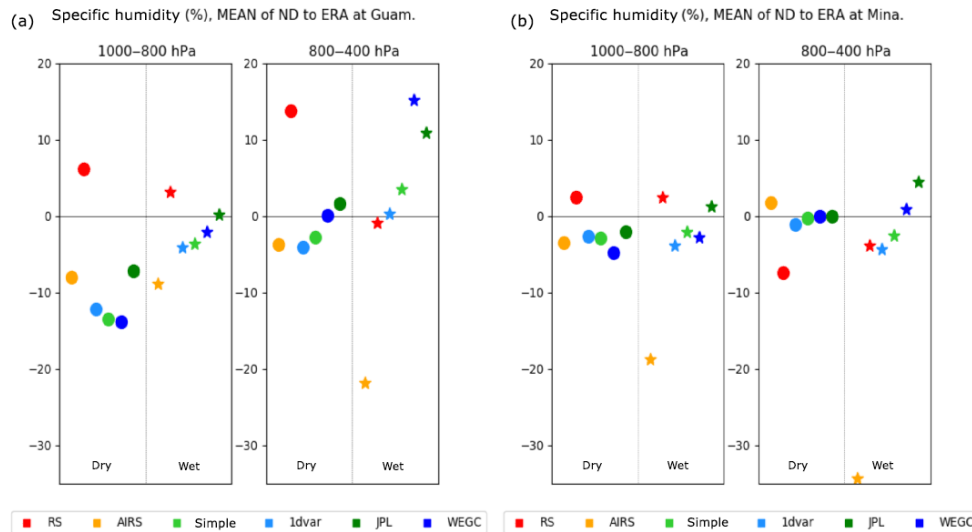 (a) Specific humidity (%), MEAN of ND to ERA at Guam.
1000–800 hPa
800–400 hPa
20
10
0
−10
−20
−30
Dry
Wet
20
10
0
−10
−20
−30
Dry
Wet
RS AIRS Simple 1dvar JPL WEGC
(b) Specific humidity (%), MEAN of ND to ERA at Mina.
1000–800 hPa
800–400 hPa
20
10
0
−10
−20
−30
Dry
Wet
20
10
0
−10
−20
−30
Dry
Wet
RS AIRS Simple 1dvar JPL WEGC